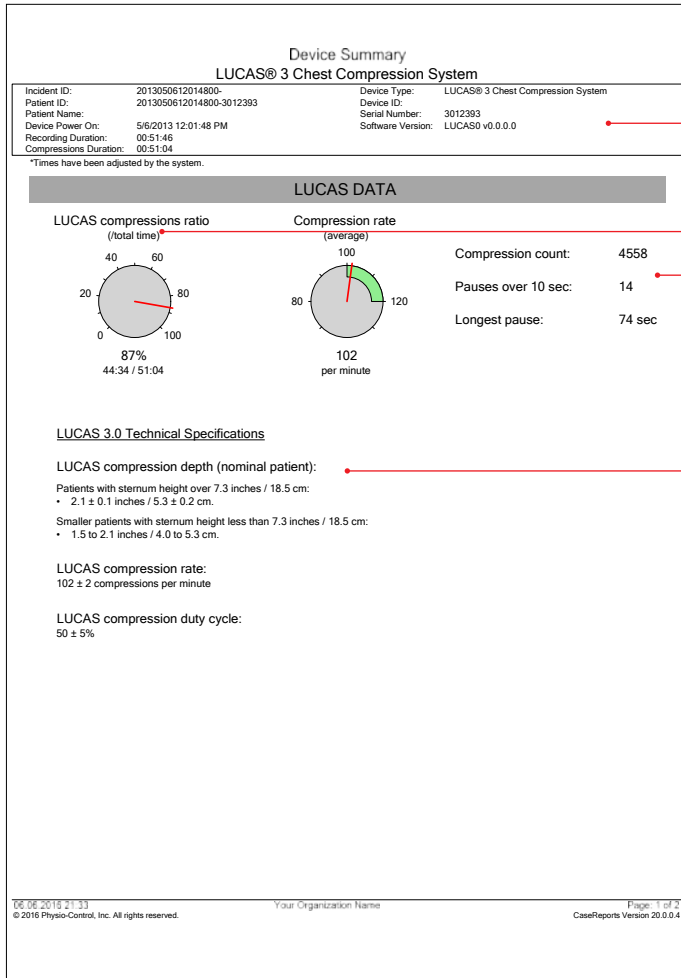 Device Summary
LUCAS® 3 Chest Compression System
Incident ID: 2013050612014800- Device Type: LUCAS® 3 Chest Compression System
Patient ID: 2013050612014800-3012393 Device ID:
Patient Name: Serial Number: 3012393
Device Power On: 5/6/2013 12:01:48 PM Software Version: LUCAS0 v0.0.0.0
Recording Duration: 00:51:46
Compressions Duration: 00:51:04
*Times have been adjusted by the system.
LUCAS DATA
LUCAS compressions ratio
(/total time)
0 20 40 60 80 100
87%
44:34 / 51:04
Compression rate
(average)
80 100 120
102
per minute
Compression count: 4558
Pauses over 10 sec: 14
Longest pause: 74 sec
LUCAS 3.0 Technical Specifications
LUCAS compression depth (nominal patient):
Patients with sternum height over 7.3 inches / 18.5 cm:
• 2.1 ± 0.1 inches / 5.3 ± 0.2 cm.
Smaller patients with sternum height less than 7.3 inches / 18.5 cm:
• 1.5 to 2.1 inches / 4.0 to 5.3 cm.
LUCAS compression rate:
102 ± 2 compressions per minute
LUCAS compression duty cycle:
50 ± 5%
06.06.2016 21:33 Your Organization Name Page: 1 of 2
© 2016 Physio-Control, Inc. All rights reserved. CaseReports Version 20.0.0.4